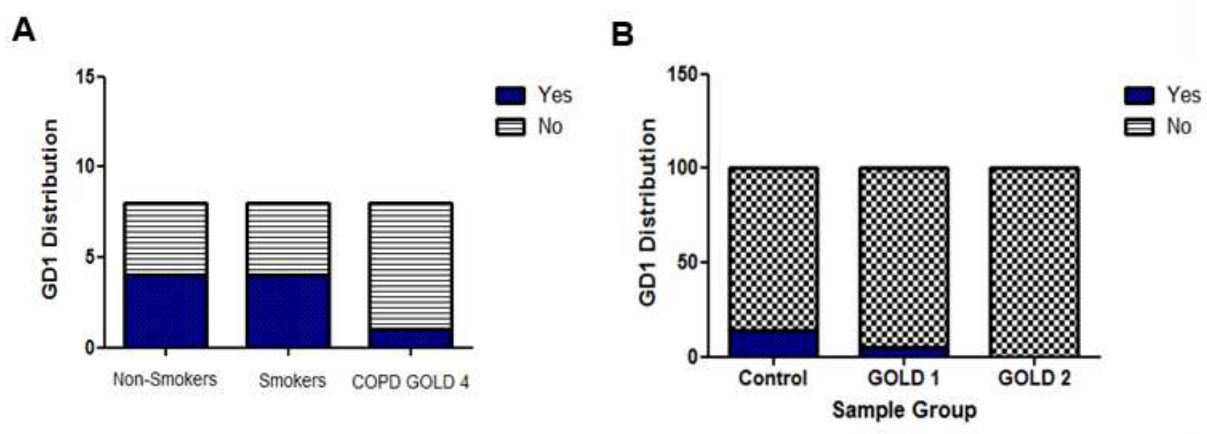 A
GD1 Distribution
15
10
5
0
Non-Smokers
Smokers
COPD GOLD 4
Yes
No
B
GD1 Distribution
150
100
50
0
Control
GOLD 1
GOLD 2
Sample Group
Yes
No